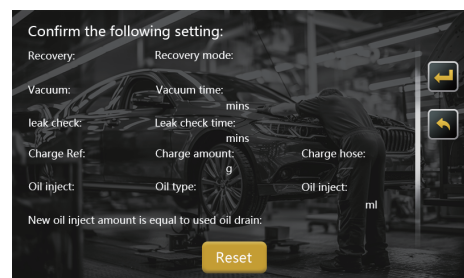 Confirm the following setting:
Recovery: Recovery mode:
Vacuum: Vacuum time:
mins
leak check: Leak check time:
mins
Charge Ref: Charge amount: Charge hose:
g
Oil inject: Oil type: Oil inject:
ml
New oil inject amount is equal to used oil drain:
Reset